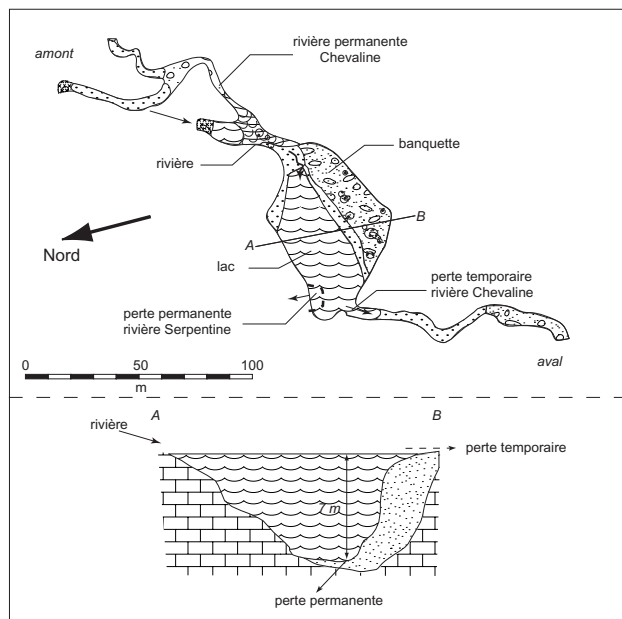 rivière permanente
Chevaline
amont
banquette
rivière
B
A
Nord
lac
perte temporaire
rivière Chevaline
perte permanente
rivière Serpentine
0 50 100
m
aval
A B
rivière
perte temporaire
7 m
perte permanente